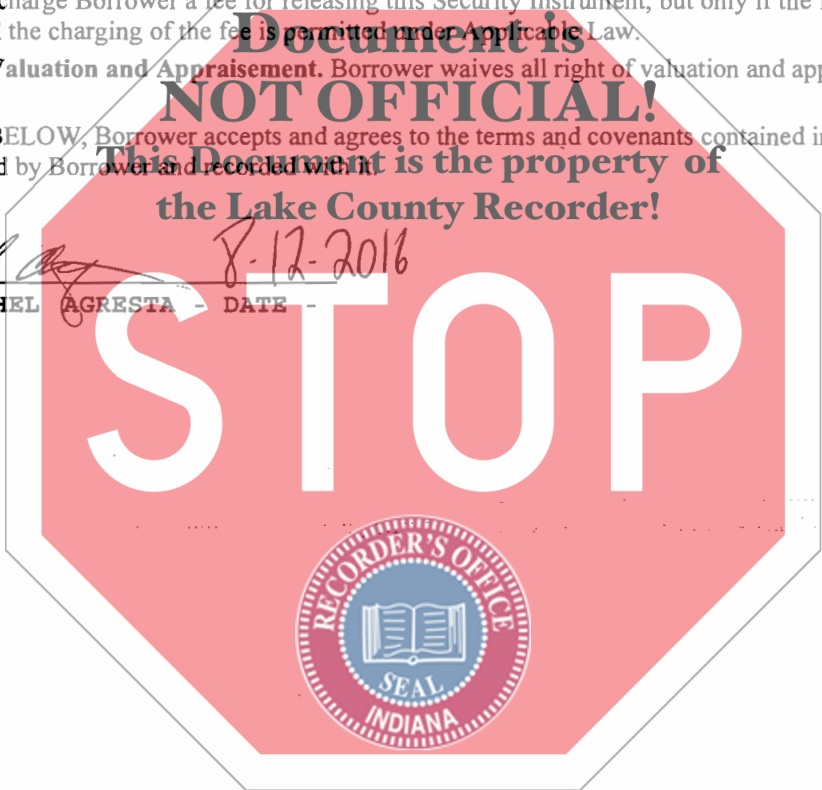 charge Borrower a fee for releasing this Security Instrument, but only if the
the charging of the fee is permitted under Applicable Law.
Document is
aluation and Appraisement. Borrower waives all right of valuation and app
NOT OFFICIAL!
BELOW, Borrower accepts and agrees to the terms and covenants contained in
This Document is the property of
d by Borrower and recorded with it.
the Lake County Recorder!
8-12-2016
HEL AGRESTA - DATE -
STOP
RECORDER'S OFFICE
SEAL
INDIANA